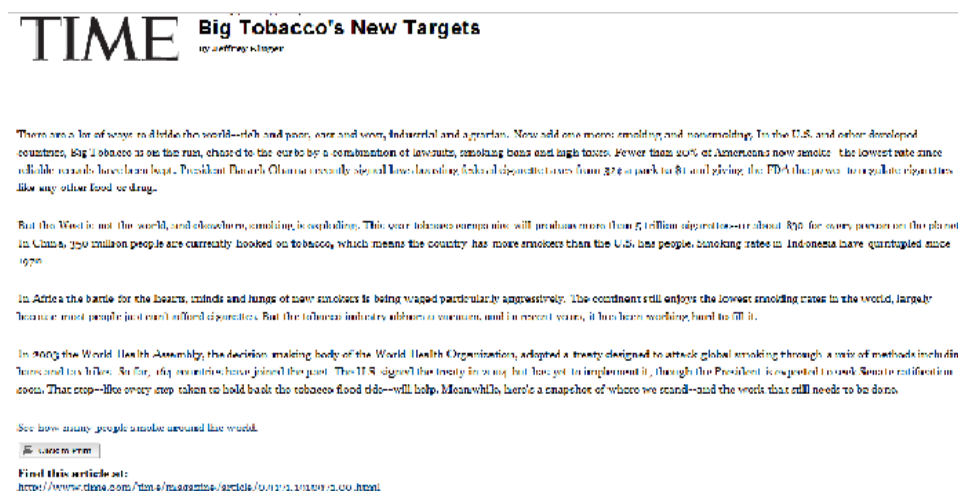 TIME
Big Tobacco's New Targets
By Jeffrey Kluger
There are a lot of ways to divide the world--rich and poor, east and west, industrial and agrarian. Now add one more: smoking and nonsmoking. In the U.S. and other developed
countries, Big Tobacco is on the run, chased to the curbs by a combination of lawsuits, smoking bans and high taxes. Fewer than 20% of Americans now smoke--the lowest rate since
reliable records have been kept. President Barack Obama recently signed laws boosting federal cigarette taxes from 39¢ a pack to $1 and giving the FDA the power to regulate cigarettes
like any other food or drug.
But the West is not the world, and elsewhere, smoking is exploding. This year tobacco companies will produce more than 5 trillion cigarettes--or about 830 for every person on the planet
In China, 350 million people are currently hooked on tobacco, which means the country has more smokers than the U.S. has people. Smoking rates in Indonesia have quintupled since
1970.
In Africa the battle for the hearts, minds and lungs of new smokers is being waged particularly aggressively. The continent still enjoys the lowest smoking rates in the world, largely
because most people just can't afford cigarettes. But the tobacco industry abhors a vacuum, and in recent years, it has been working hard to fill it.
In 2003 the World Health Assembly, the decision making body of the World Health Organization, adopted a treaty designed to attack global smoking through a mix of methods includin
bans and tax hikes. So far, 164 countries have joined the pact. The U.S. signed the treaty in 2004 but has yet to implement it, though the President is expected to seek Senate ratification
soon. That step--like every step taken to hold back the tobacco flood tide--will help. Meanwhile, here's a snapshot of where we stand--and the work that still needs to be done.
See how many people smoke around the world.
Click to Print
Find this article at: